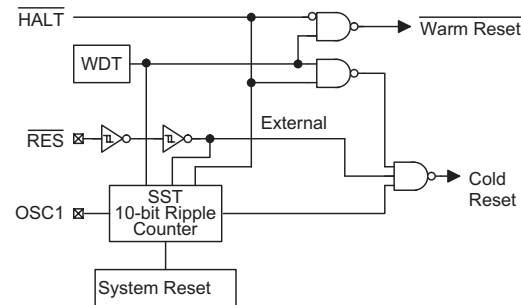 HALT
Warm Reset
WDT
External
RES
Cold
Reset
SST
10-bit Ripple
Counter
OSC1
System Reset